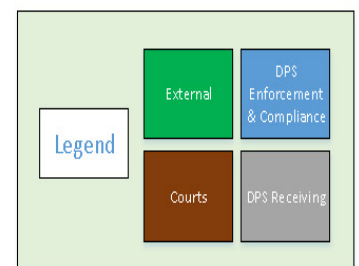 Legend
External
DPS
Enforcement
& Compliance
Courts
DPS Receiving